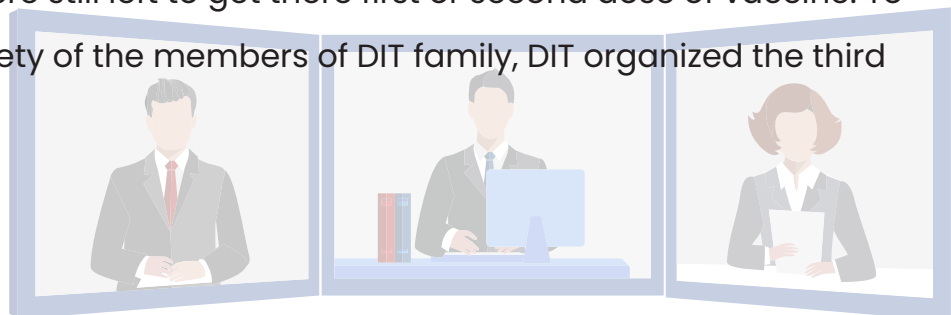 still left to get there first or second dose of vaccine. To
of the members of DIT family, DIT organized the third